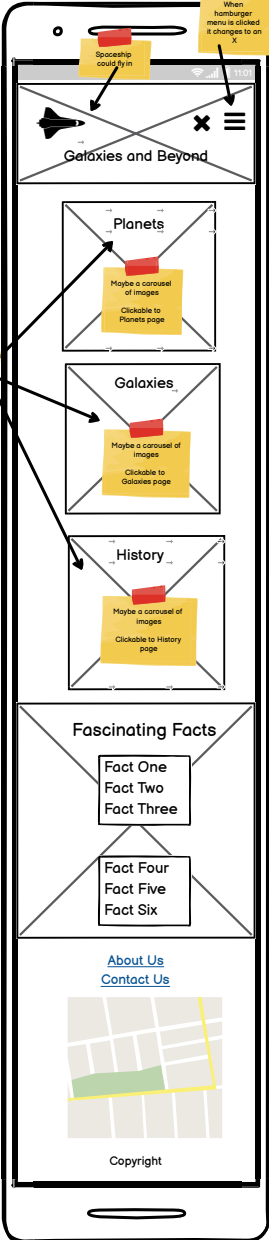 When
hamburger
menu is clicked
it changes to an
X
Spaceship
could fly in
11:01
Galaxies and Beyond
Planets
Maybe a carousel
of images
Clickable to
Planets page
Galaxies
Maybe a carousel of
images
Clickable to
Galaxies page
History
Maybe a carousel of
images
Clickable to History
page
Fascinating Facts
Fact One
Fact Two
Fact Three
Fact Four
Fact Five
Fact Six
About Us
Contact Us
Copyright